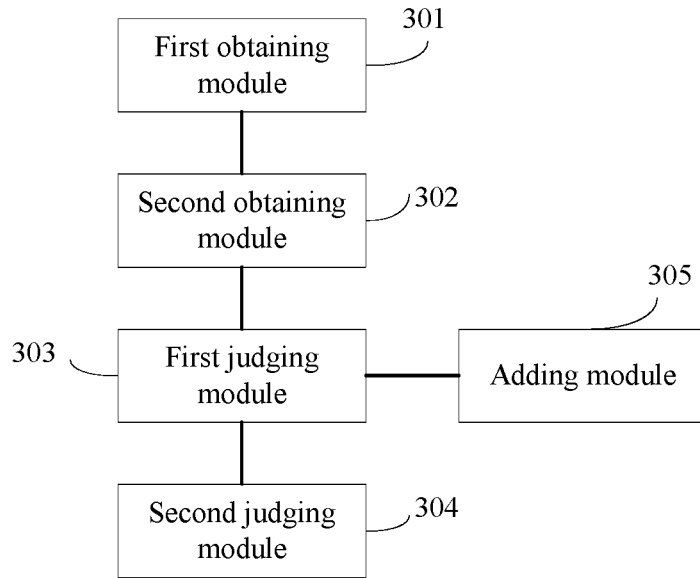 301
First obtaining
module
302
Second obtaining
module
305
303
First judging
module
Adding module
304
Second judging
module